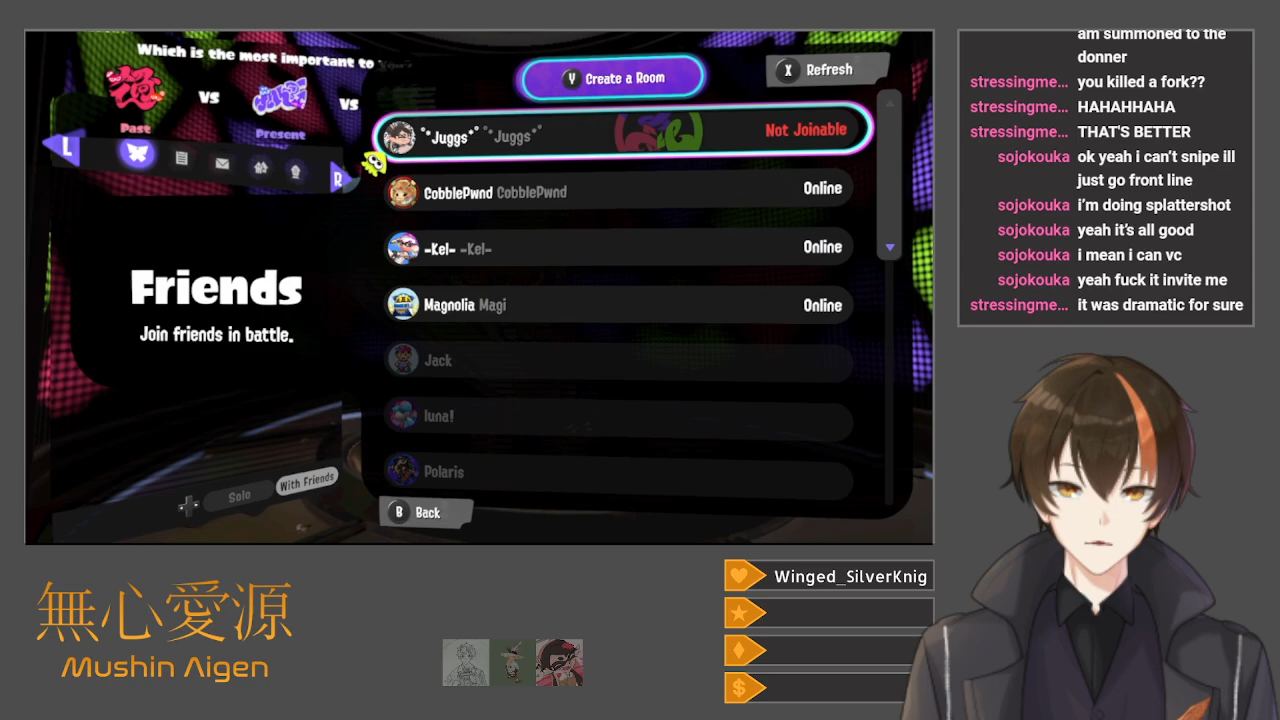 Which is the most important to
Past
vs
Present
vs
L
R
Friends
Join friends in battle.
Solo
With Friends
Y Create a Room
X Refresh
°*Juggs*° °*Juggs*° Not Joinable
CobblePwnd CobblePwnd Online
-Kel- -Kel- Online
Magnolia Magi Online
Jack
luna!
Polaris
B Back
am summoned to the
donner
stressingme... you killed a fork??
stressingme... HAHAHHAHA
stressingme... THAT'S BETTER
sojokouka ok yeah i can't snipe ill
just go front line
sojokouka i'm doing splattershot
sojokouka yeah it's all good
sojokouka i mean i can vc
sojokouka yeah fuck it invite me
stressingme... it was dramatic for sure
無心愛源
Mushin Aigen
Winged_SilverKnig